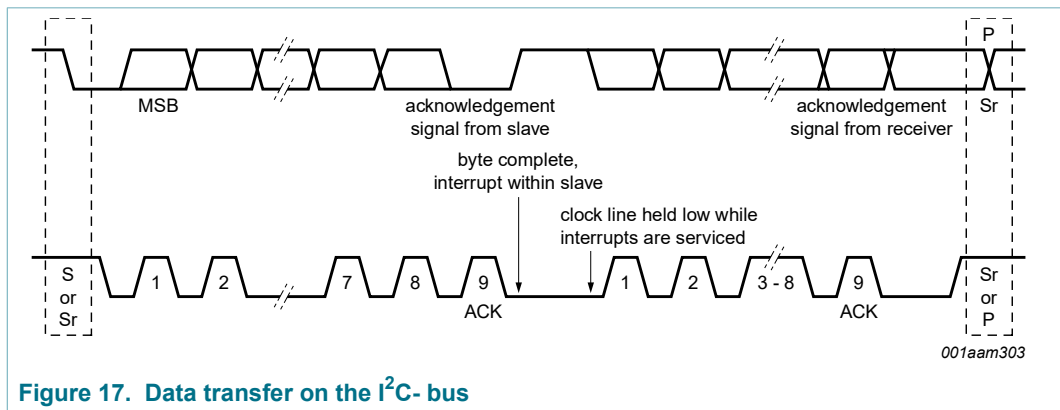 P
MSB
acknowledgement
signal from slave
acknowledgement
signal from receiver
Sr
byte complete,
interrupt within slave
clock line held low while
interrupts are serviced
S
or
Sr
1
2
7
8
9
ACK
1
2
3 - 8
9
ACK
Sr
or
P
001aam303
Figure 17. Data transfer on the I²C- bus